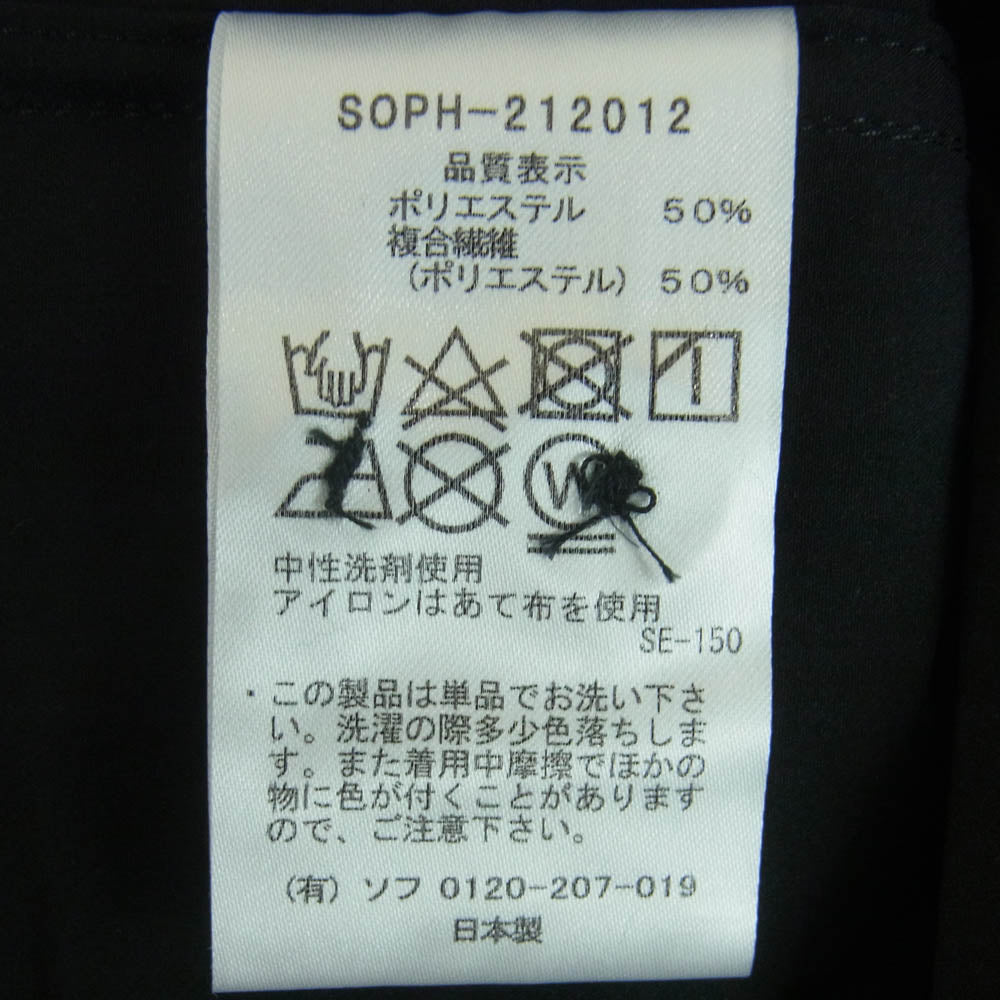 SOPH-212012
品質表示
ポリエステル 50%
複合繊維
(ポリエステル) 50%
W
中性洗剤使用
アイロンはあて布を使用
SE-150
・この製品は単品でお洗い下さ
い。洗濯の際多少色落ちしま
す。また着用中摩擦でほかの
物に色が付くことがあります
ので、ご注意下さい。
(有) ソフ 0120-207-019
日本製